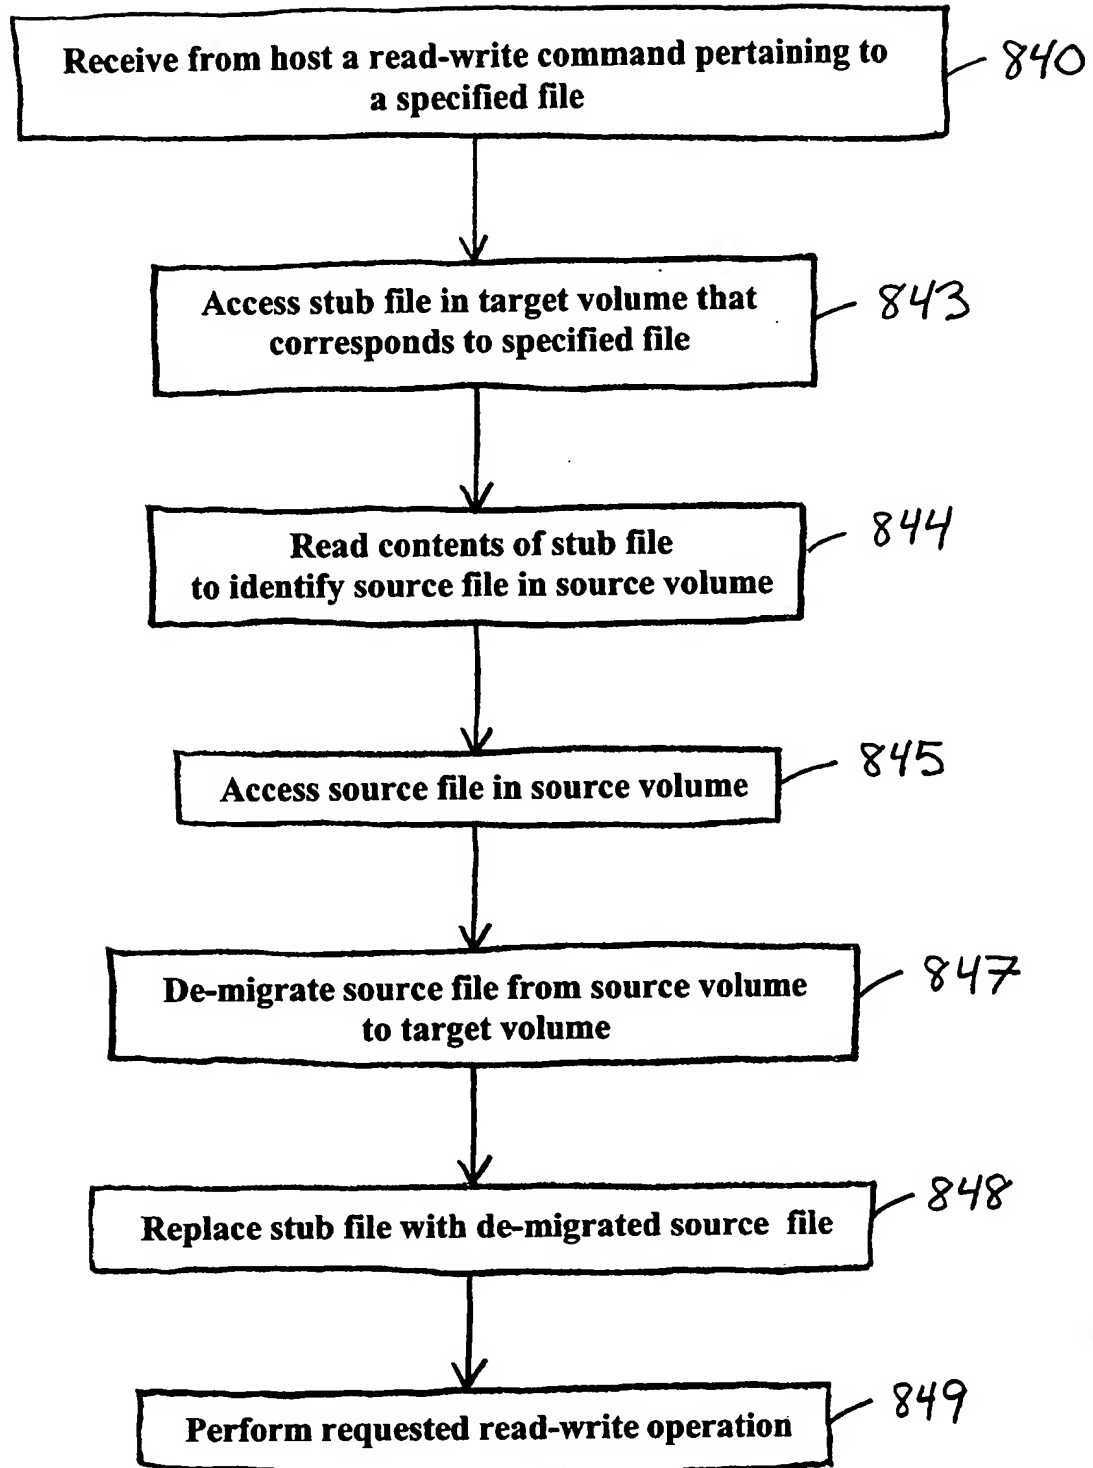 Receive from host a read-write command pertaining to
a specified file
840
Access stub file in target volume that
corresponds to specified file
843
Read contents of stub file
to identify source file in source volume
844
Access source file in source volume
845
De-migrate source file from source volume
to target volume
847
Replace stub file with de-migrated source file
848
Perform requested read-write operation
849